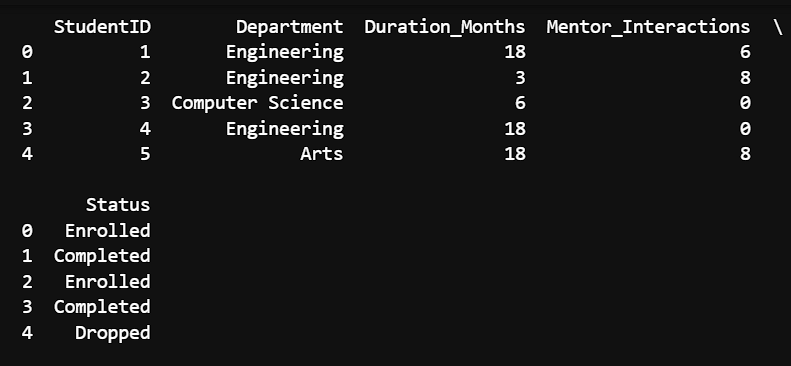 StudentID Department Duration_Months Mentor_Interactions \
0 1 Engineering 18 6
1 2 Engineering 3 8
2 3 Computer Science 6 0
3 4 Engineering 18 0
4 5 Arts 18 8
Status
0 Enrolled
1 Completed
2 Enrolled
3 Completed
4 Dropped